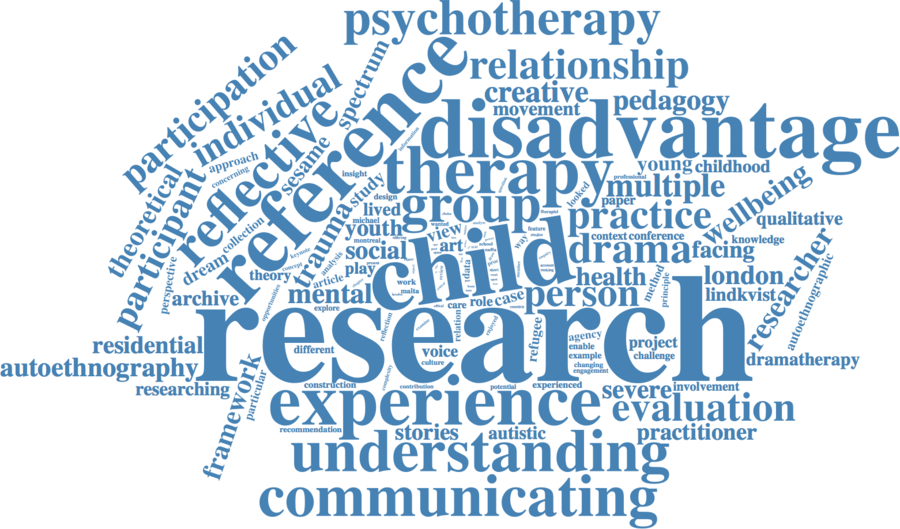 psychotherapy
relationship
creative
movement
pedagogy
participation
individual
spectrum
reference
disadvantage
reflective
sesame
approach
concerning
information
therapy
insight
professional
young
childhood
multiple
paper
looked
wellbeing
theoretical
participant
study
design
lived
group
therapist
practice
qualitative
collection
dream
trauma
michael
youth
montreal
view
art
way
feature
context
conference
knowledge
child
drama
facing
perspective
keynote
concept
analysis
social
theory
play
article
data
health
method
principle
london
lindkvist
researcher
autoethnographic
archive
opportunities
mental
explore
work
malta
care
role
case
person
research
residential
different
reflection
voice
culture
relation
enjoyed
refugee
agency
enable
example
changing
engagement
project
challenge
dramatherapy
autoethnography
researching
framework
particular
construction
complexity
contribution
potential
experienced
severe
involvement
experience
evaluation
recommendation
stories
autistic
practitioner
understanding
communicating